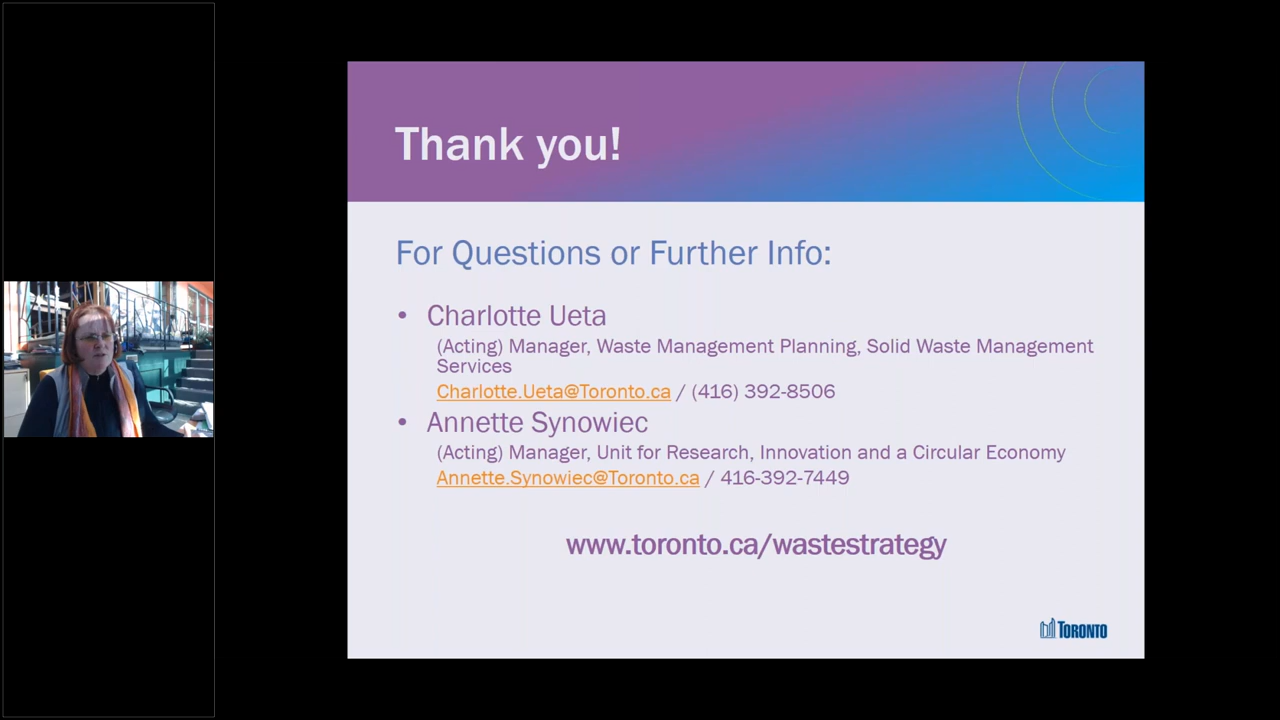 Thank you!
For Questions or Further Info:
• Charlotte Ueta
(Acting) Manager, Waste Management Planning, Solid Waste Management
Services
Charlotte.Ueta@Toronto.ca / (416) 392-8506
• Annette Synowiec
(Acting) Manager, Unit for Research, Innovation and a Circular Economy
Annette.Synowiec@Toronto.ca / 416-392-7449
www.toronto.ca/wastestrategy
TORONTO